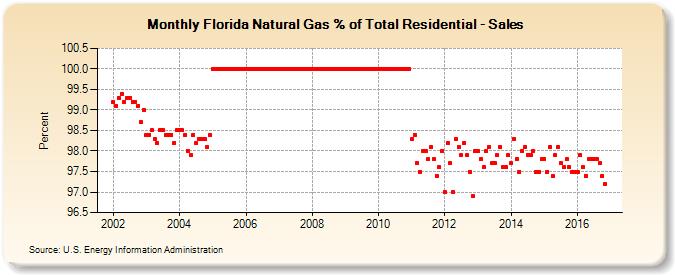 Monthly Florida Natural Gas % of Total Residential - Sales
Percent
100.5
100.0
99.5
99.0
98.5
98.0
97.5
97.0
96.5
2002 2004 2006 2008 2010 2012 2014 2016
Source: U.S. Energy Information Administration